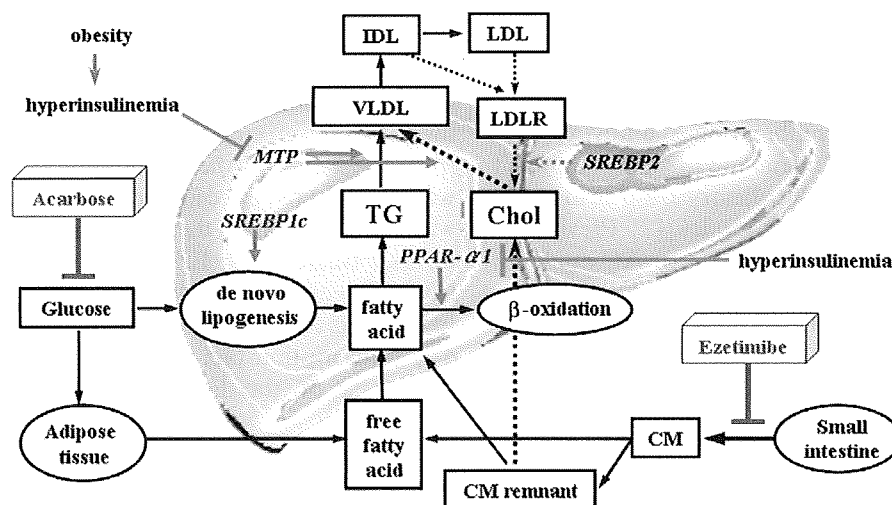 obesity
hyperinsulinemia
IDL
LDL
VLDL
LDLR
MTP
SREBP2
Acarbose
SREBP1c
TG
Chol
PPAR-α1
hyperinsulinemia
Glucose
de novo
lipogenesis
fatty
acid
β-oxidation
Ezetimibe
Adipose
tissue
free
fatty
acid
CM
Small
intestine
CM remnant